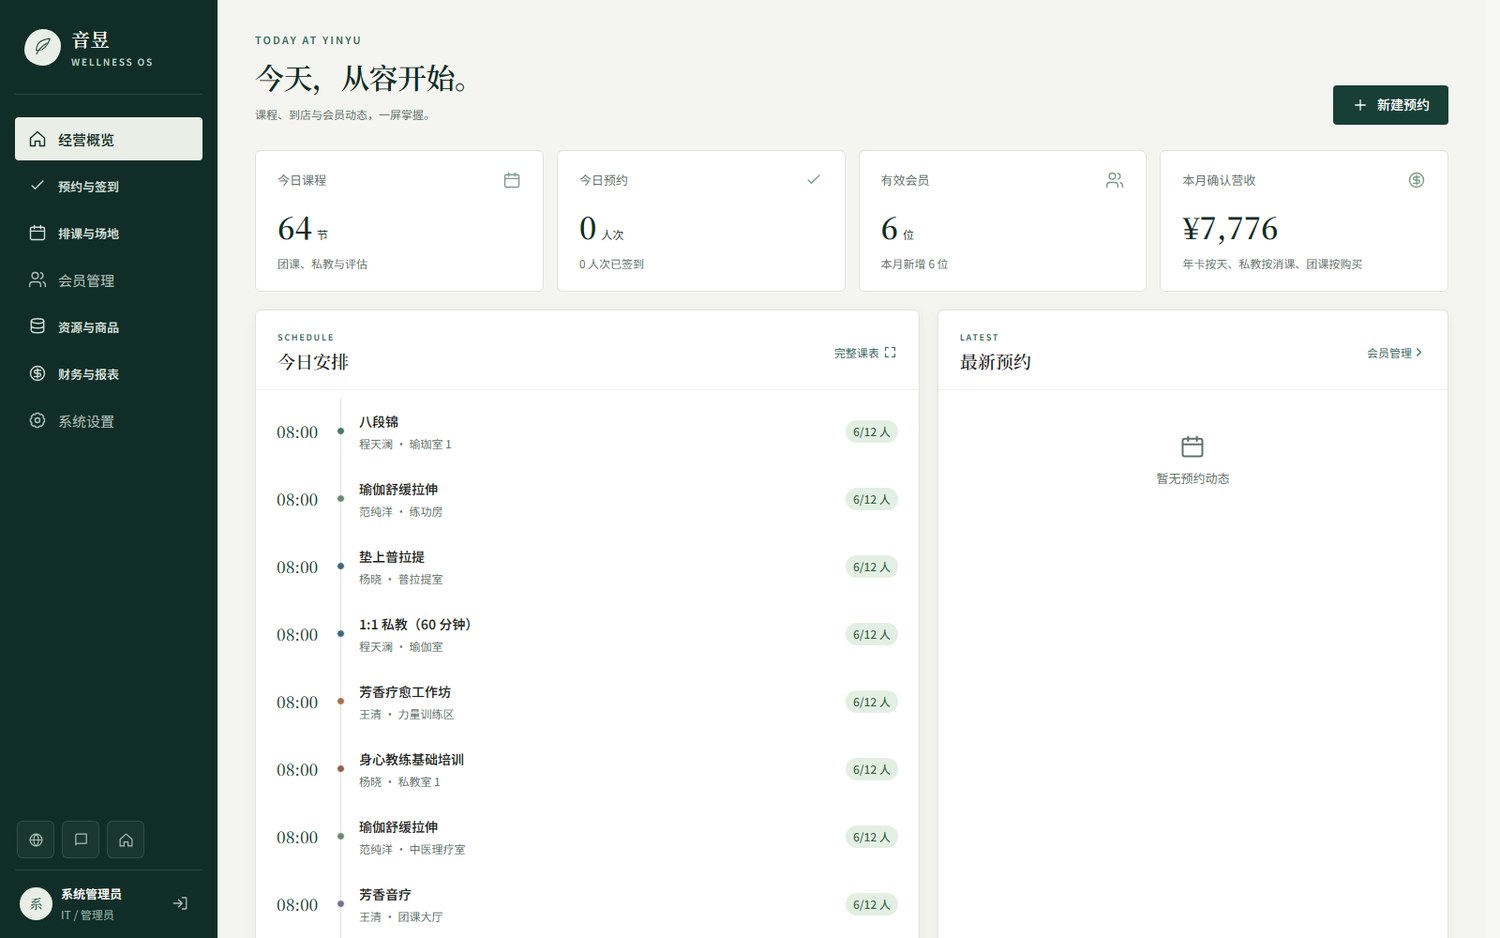 音昱
WELLNESS OS
经营概览
预约与签到
排课与场地
会员管理
资源与商品
财务与报表
系统设置
系
系统管理员
IT / 管理员
TODAY AT YINYU
今天，从容开始。
课程、到店与会员动态，一屏掌握。
新建预约
今日课程
64 节
团课、私教与评估
今日预约
0 人次
0 人次已签到
有效会员
6 位
本月新增 6 位
本月确认营收
¥7,776
年卡按天、私教按消课、团课按购买
SCHEDULE
今日安排
完整课表
08:00
八段锦
程天澜 · 瑜珈室 1
6/12 人
08:00
瑜伽舒缓拉伸
范纯洋 · 练功房
6/12 人
08:00
垫上普拉提
杨晓 · 普拉提室
6/12 人
08:00
1:1 私教（60 分钟）
程天澜 · 瑜伽室
6/12 人
08:00
芳香疗愈工作坊
王清 · 力量训练区
6/12 人
08:00
身心教练基础培训
杨晓 · 私教室 1
6/12 人
08:00
瑜伽舒缓拉伸
范纯洋 · 中医理疗室
6/12 人
08:00
芳香音疗
王清 · 团课大厅
6/12 人
LATEST
最新预约
会员管理
暂无预约动态